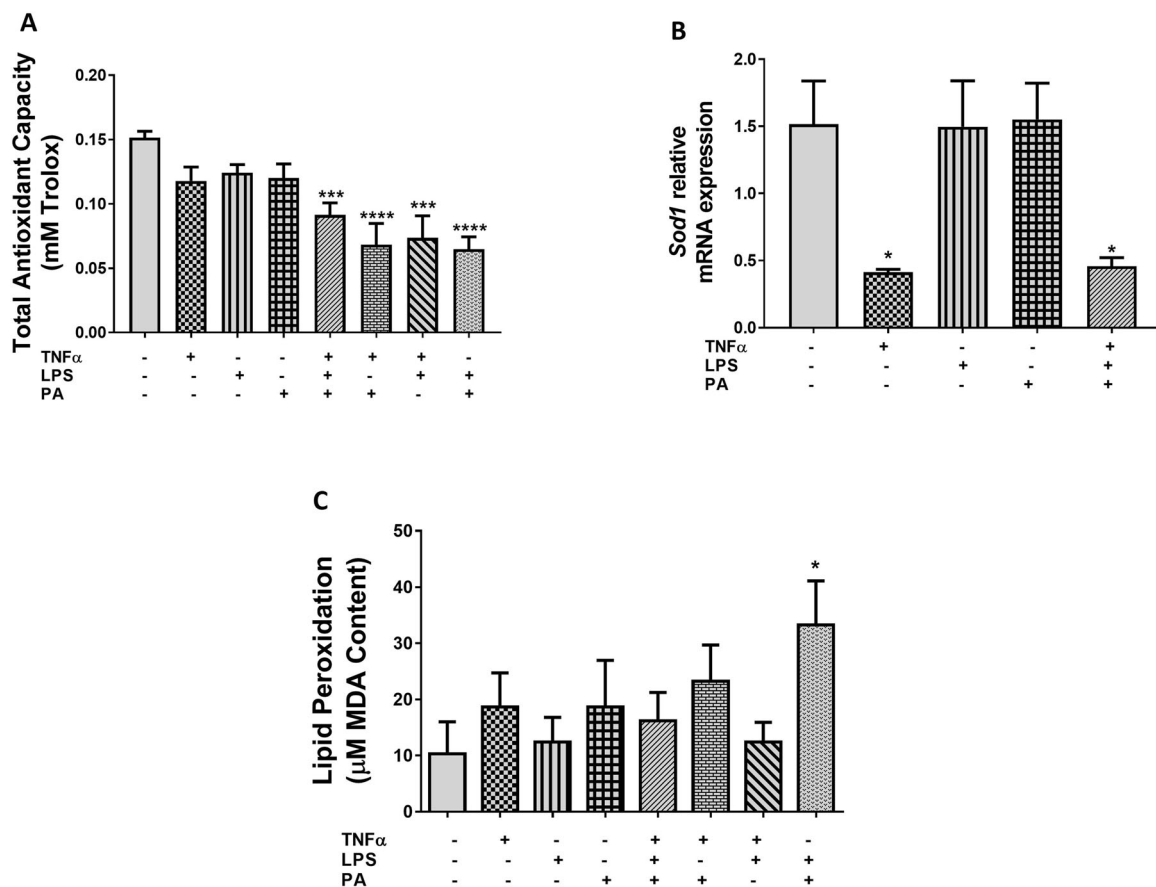 A
Total Antioxidant Capacity
(mM Trolox)
0.20
0.15
0.10
0.05
0.00
*** **** *** ****
TNFα - + - - + + + -
LPS - - + - + - + +
PA - - - + + + - +
B
Sod1 relative
mRNA expression
2.0
1.5
1.0
0.5
0.0
* *
TNFα - + - - +
LPS - - + - +
PA - - - + +
C
Lipid Peroxidation
(μM MDA Content)
50
40
30
20
10
0
*
TNFα - + - - + + + -
LPS - - + - + - + +
PA - - - + + + - +